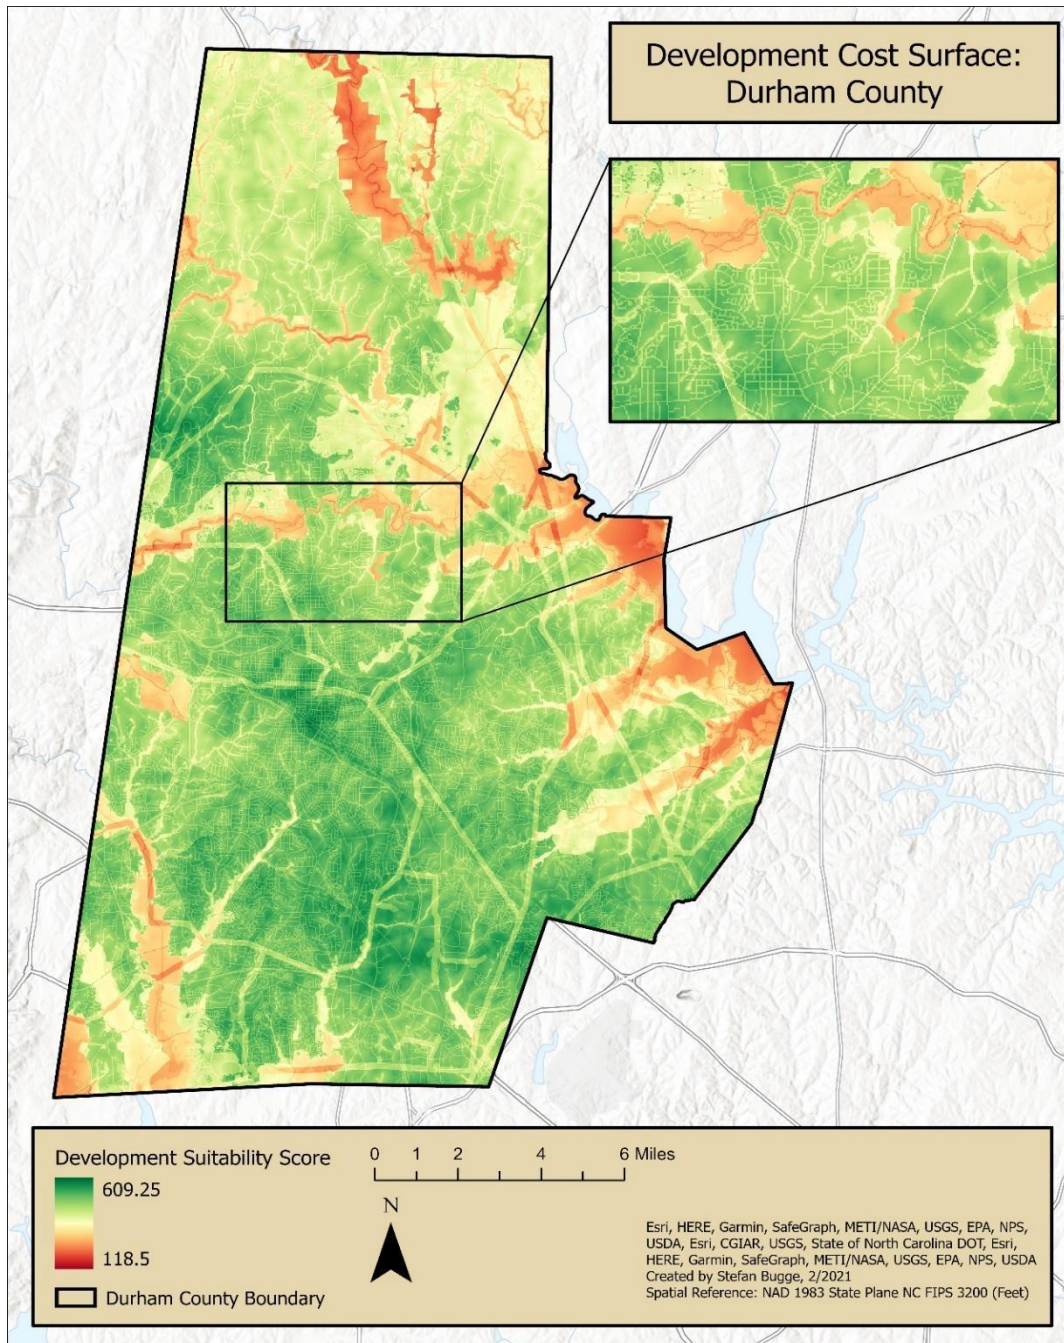 Development Cost Surface:
Durham County
Development Suitability Score
609.25
118.5
Durham County Boundary
0 1 2 4 6 Miles
N
Esri, HERE, Garmin, SafeGraph, METI/NASA, USGS, EPA, NPS,
USDA, Esri, CGIAR, USGS, State of North Carolina DOT, Esri,
HERE, Garmin, SafeGraph, METI/NASA, USGS, EPA, NPS, USDA
Created by Stefan Bugge, 2/2021
Spatial Reference: NAD 1983 State Plane NC FIPS 3200 (Feet)